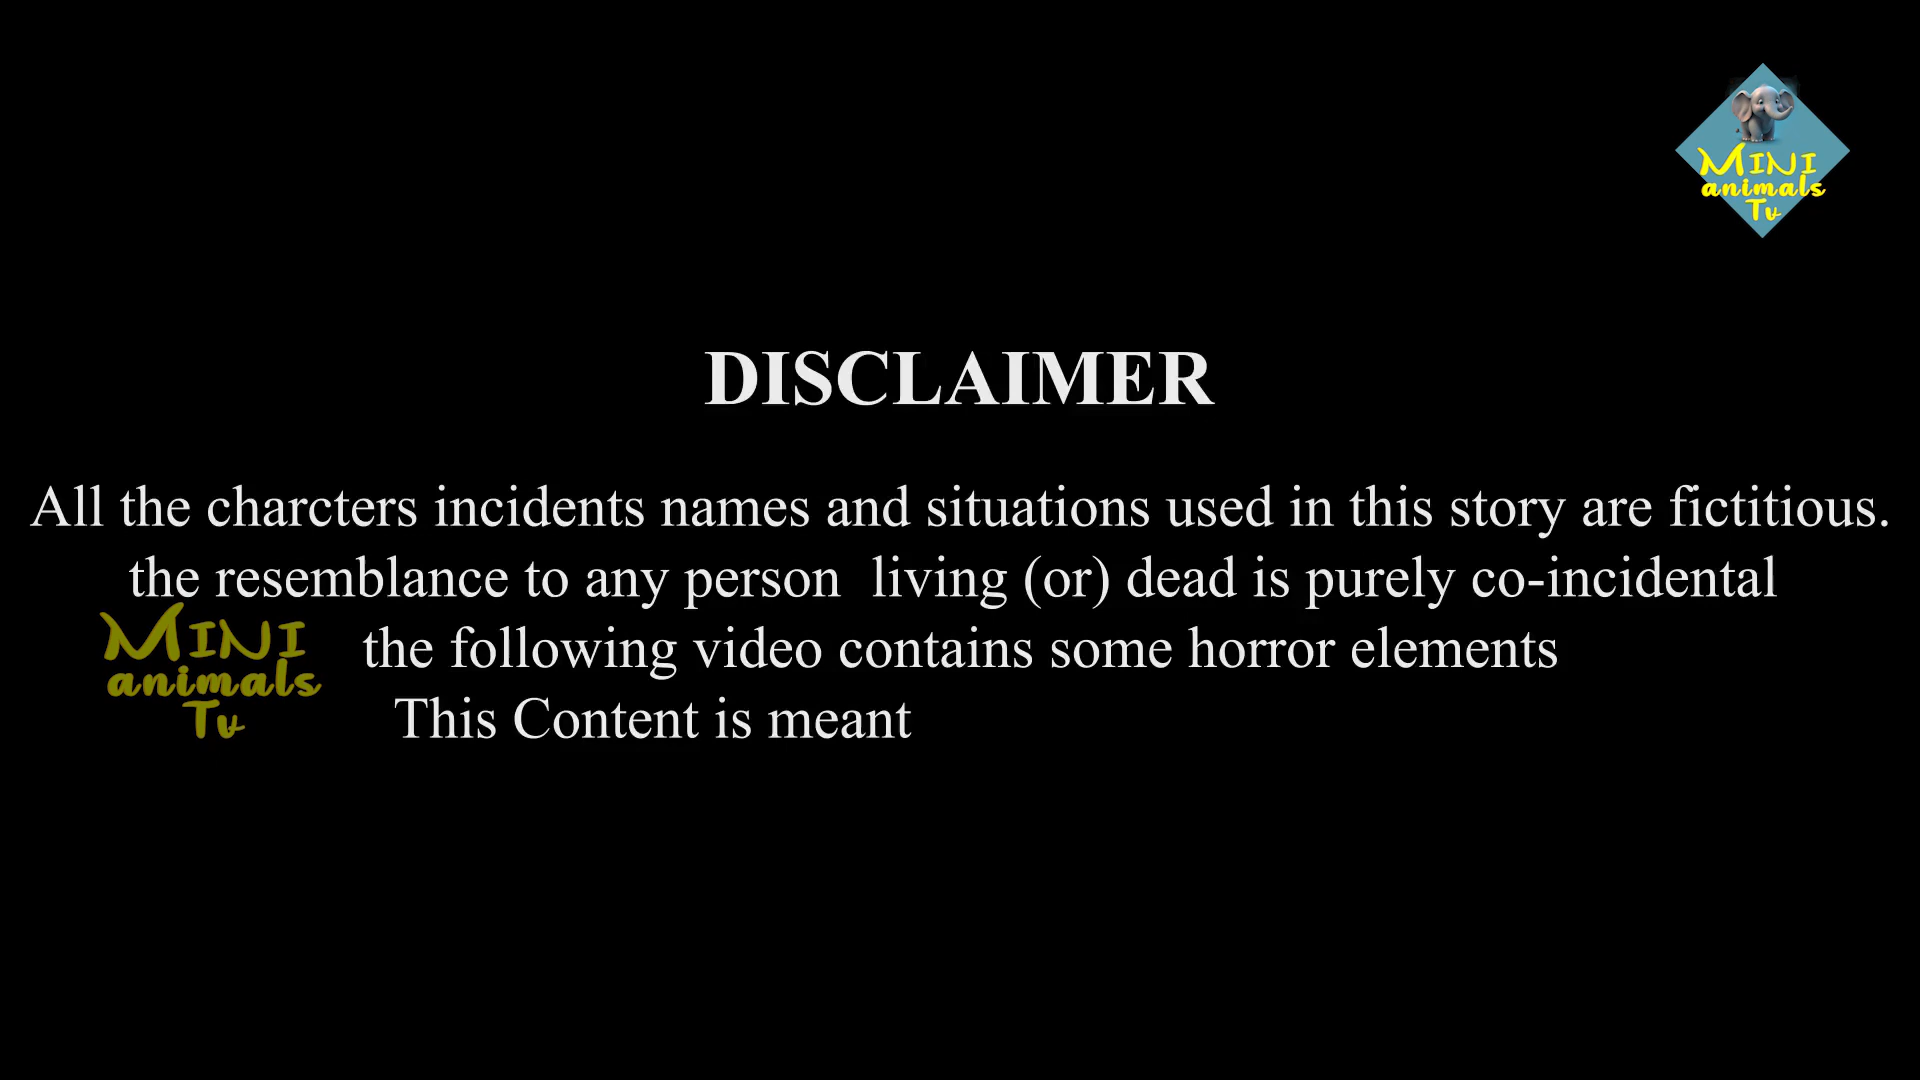 MINI
animals
Tv
DISCLAIMER
All the charcters incidents names and situations used in this story are fictitious.
the resemblance to any person  living (or) dead is purely co-incidental
the following video contains some horror elements
This Content is meant
MINI
animals
Tv